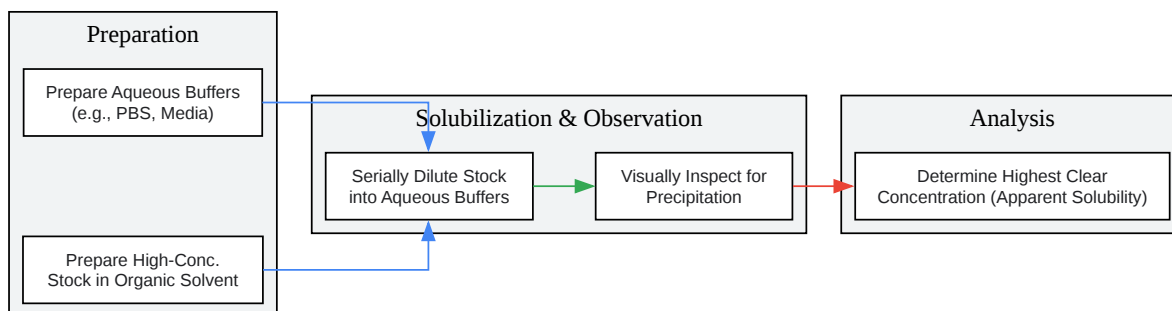 Preparation
Prepare Aqueous Buffers
(e.g., PBS, Media)
Prepare High-Conc.
Stock in Organic Solvent
Solubilization & Observation
Serially Dilute Stock
into Aqueous Buffers
Visually Inspect for
Precipitation
Analysis
Determine Highest Clear
Concentration (Apparent Solubility)